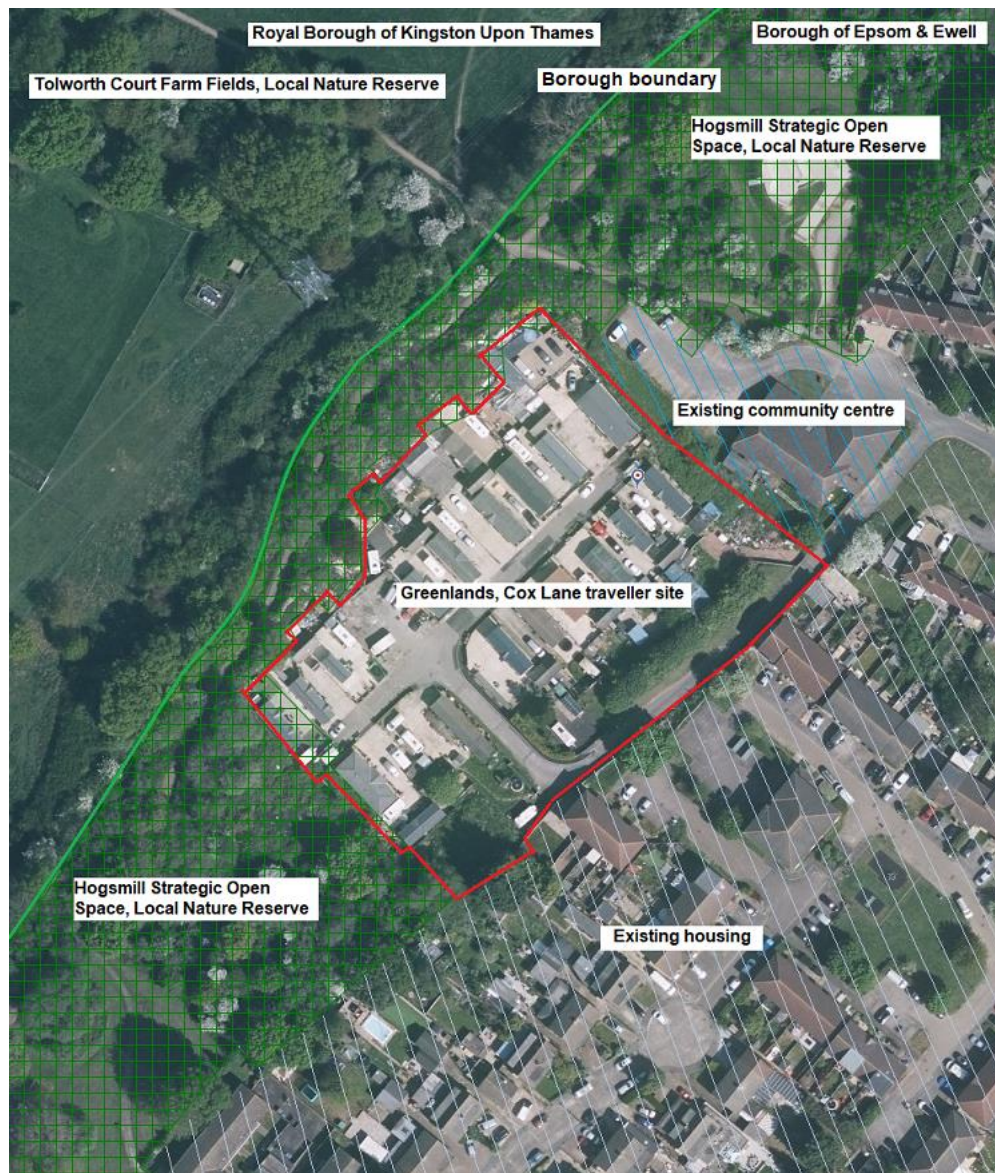 Royal Borough of Kingston Upon Thames
Borough of Epsom & Ewell
Tolworth Court Farm Fields, Local Nature Reserve
Borough boundary
Hogsmill Strategic Open
Space, Local Nature Reserve
Existing community centre
Greenlands, Cox Lane traveller site
Hogsmill Strategic Open
Space, Local Nature Reserve
Existing housing